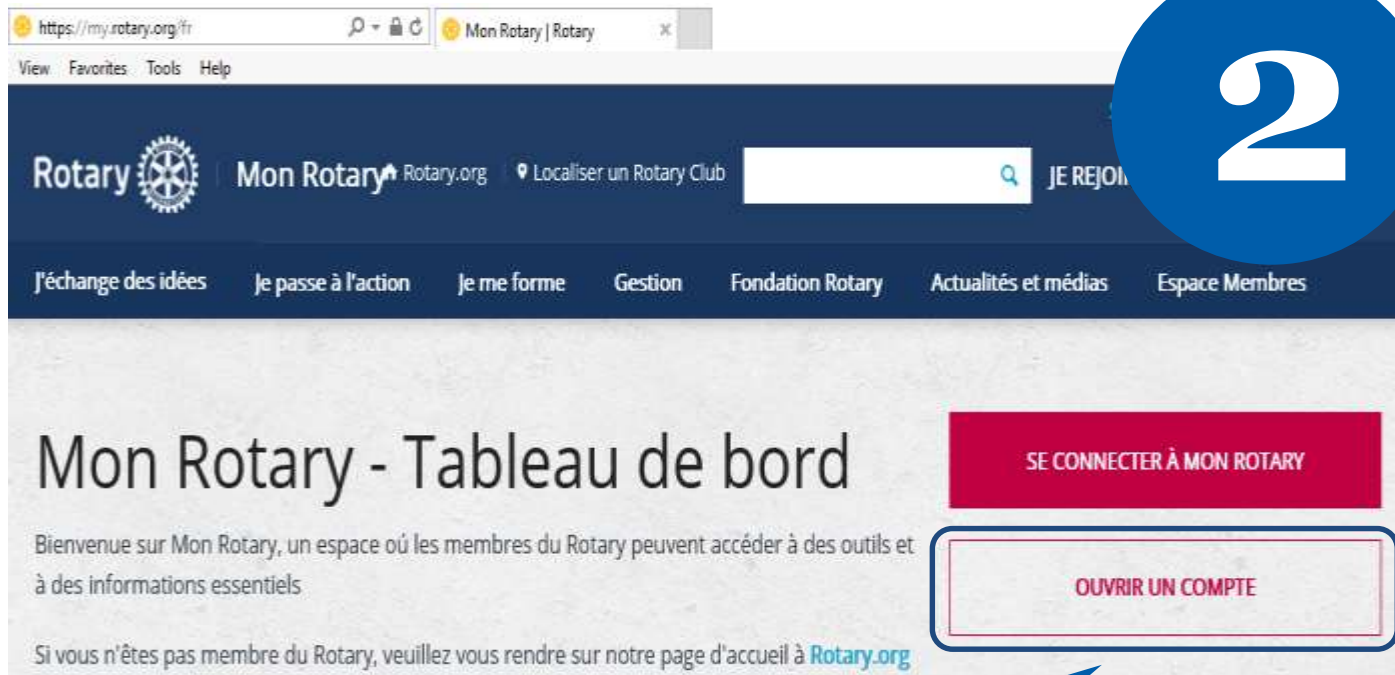 https://my.rotary.org/fr
Mon Rotary | Rotary
View Favorites Tools Help
2
Rotary
Mon Rotary
Rotary.org
Localiser un Rotary Club
JE REJOI
J'échange des idées
Je passe à l'action
Je me forme
Gestion
Fondation Rotary
Actualités et médias
Espace Membres
Mon Rotary - Tableau de bord
SE CONNECTER À MON ROTARY
Bienvenue sur Mon Rotary, un espace où les membres du Rotary peuvent accéder à des outils et
à des informations essentiels
OUVRIR UN COMPTE
Si vous n'êtes pas membre du Rotary, veuillez vous rendre sur notre page d'accueil à Rotary.org